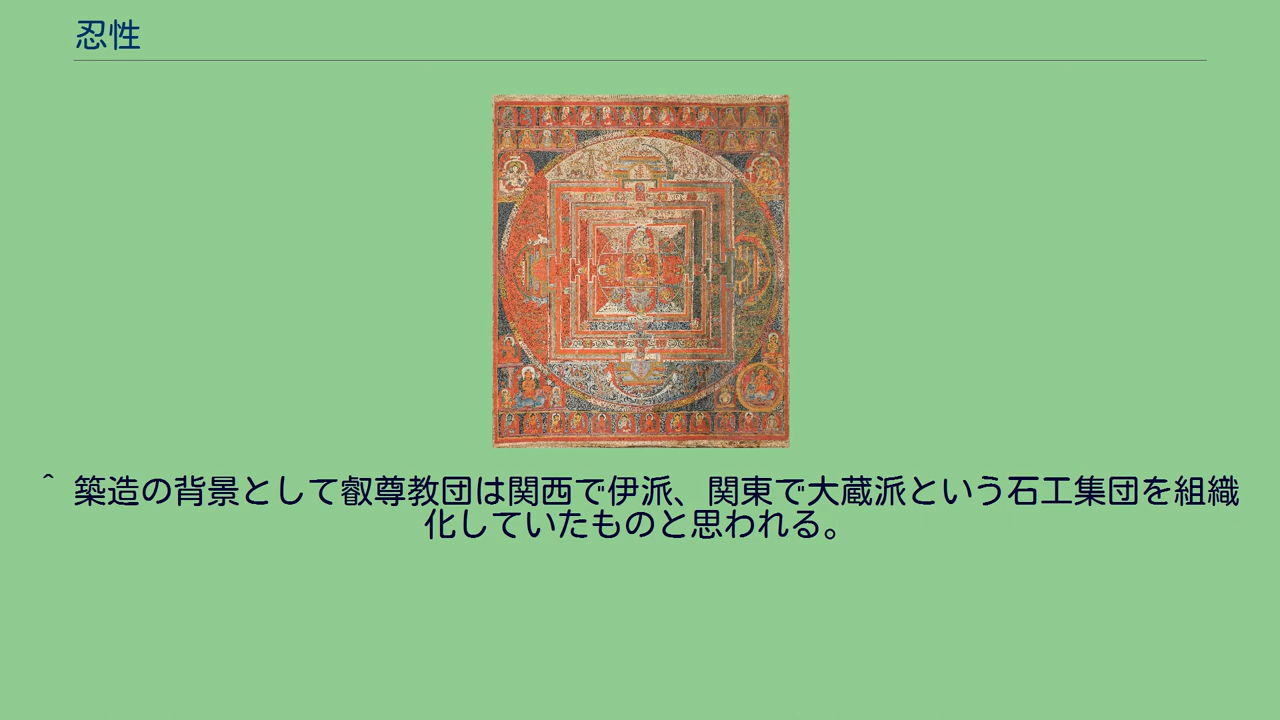 忍性
^ 築造の背景として叡尊教団は関西で伊派、関東で大蔵派という石工集団を組織
化していたものと思われる。